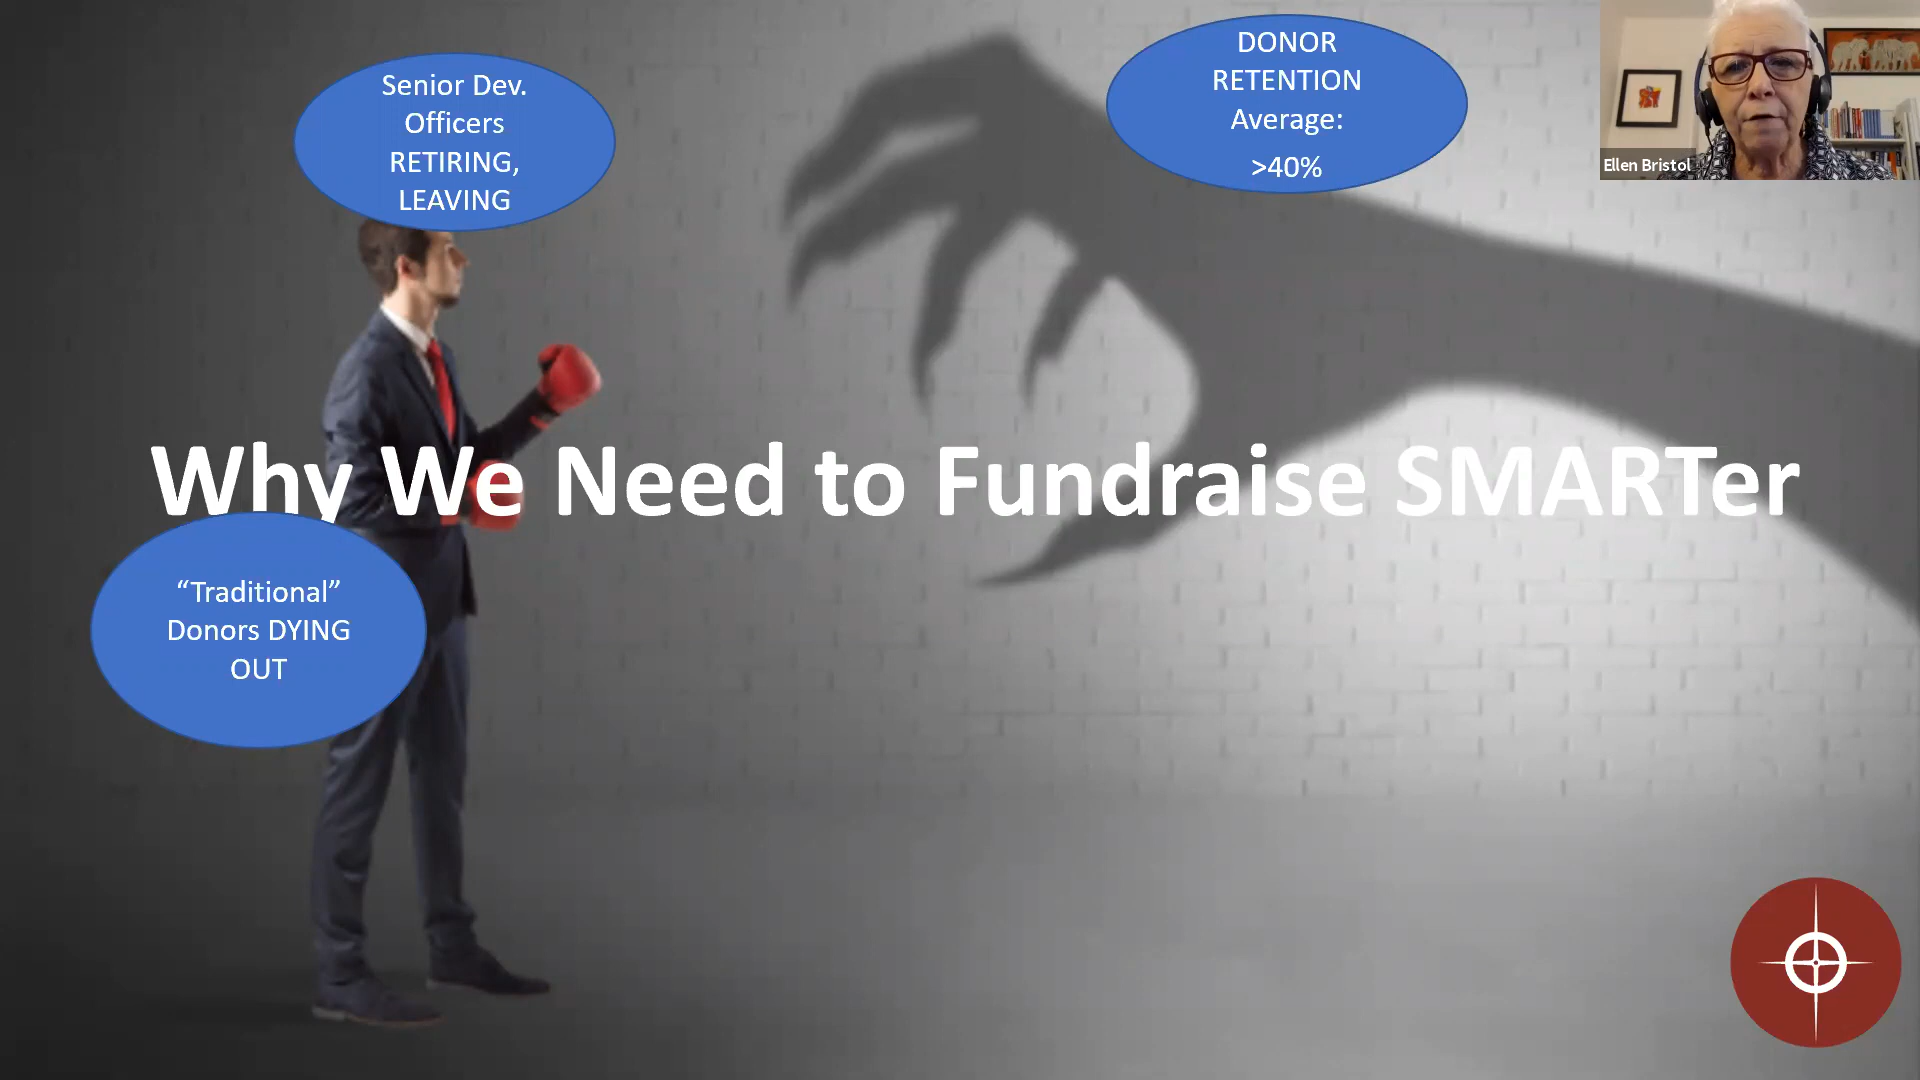 Senior Dev.
Officers
RETIRING,
LEAVING
DONOR
RETENTION
Average:
>40%
Ellen Bristol
Why We Need to Fundraise SMARTer
“Traditional”
Donors DYING
OUT